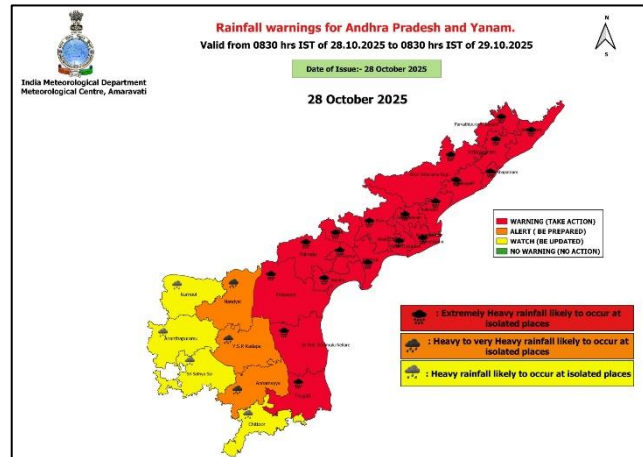 Rainfall warnings for Andhra Pradesh and Yanam.
Valid from 0830 hrs IST of 28.10.2025 to 0830 hrs IST of 29.10.2025
Date of Issue:- 28 October 2025
India Meteorological Department
Meteorological Centre, Amaravati
N
S
28 October 2025
WARNING (TAKE ACTION)
ALERT ( BE PREPARED)
WATCH (BE UPDATED)
NO WARNING (NO ACTION)
Kurnool
Nandyal
Prakasam
Ananthapuramu
Y.S.R Kadapa
Sri Sathya Sai
Annamayya
Tirupati
Chittoor
: Extremely Heavy rainfall likely to occur at
isolated places
: Heavy to very Heavy rainfall likely to occur at
isolated places
: Heavy rainfall likely to occur at isolated places